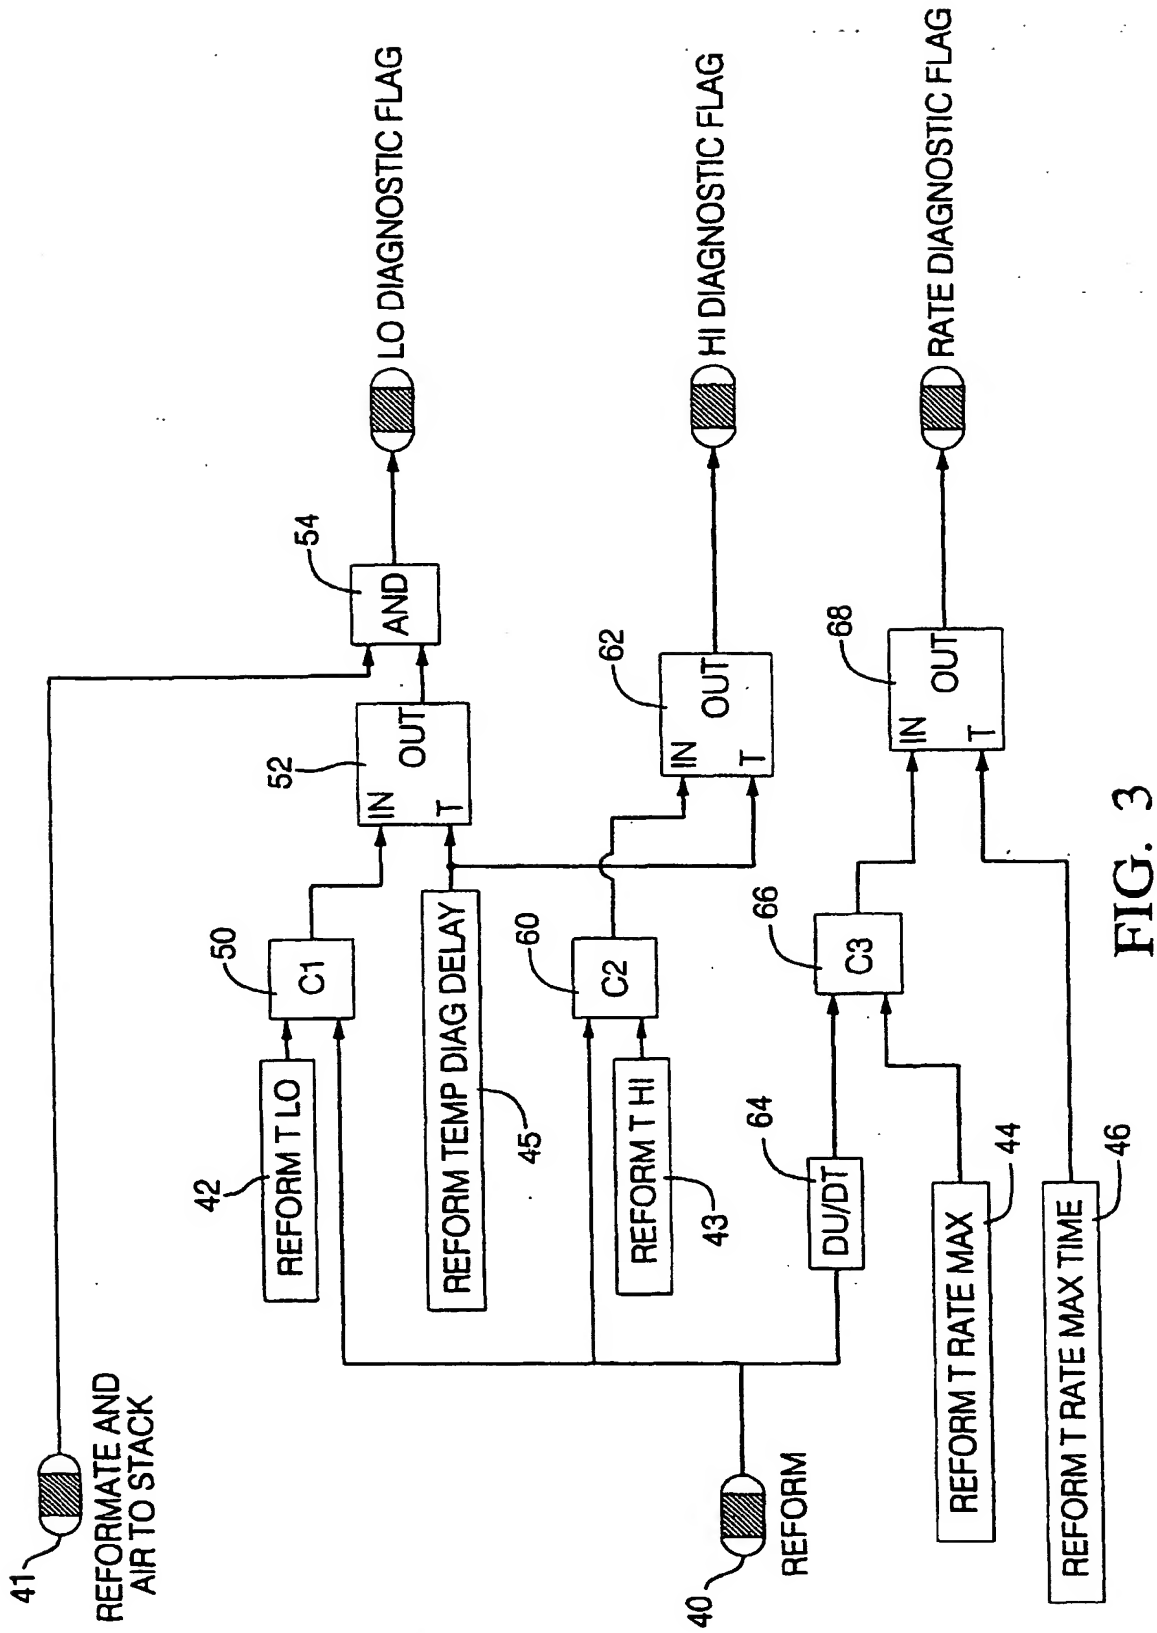 41
REFORMATE AND
AIR TO STACK
42
REFORM T LO
50
C1
52
IN
OUT
T
54
AND
LO DIAGNOSTIC FLAG
REFORM TEMP DIAG DELAY
45
60
C2
62
IN
OUT
T
HI DIAGNOSTIC FLAG
REFORM T HI
43
40
REFORM
64
DU/DT
66
C3
68
IN
OUT
T
RATE DIAGNOSTIC FLAG
REFORM T RATE MAX
44
REFORM T RATE MAX TIME
46
FIG. 3